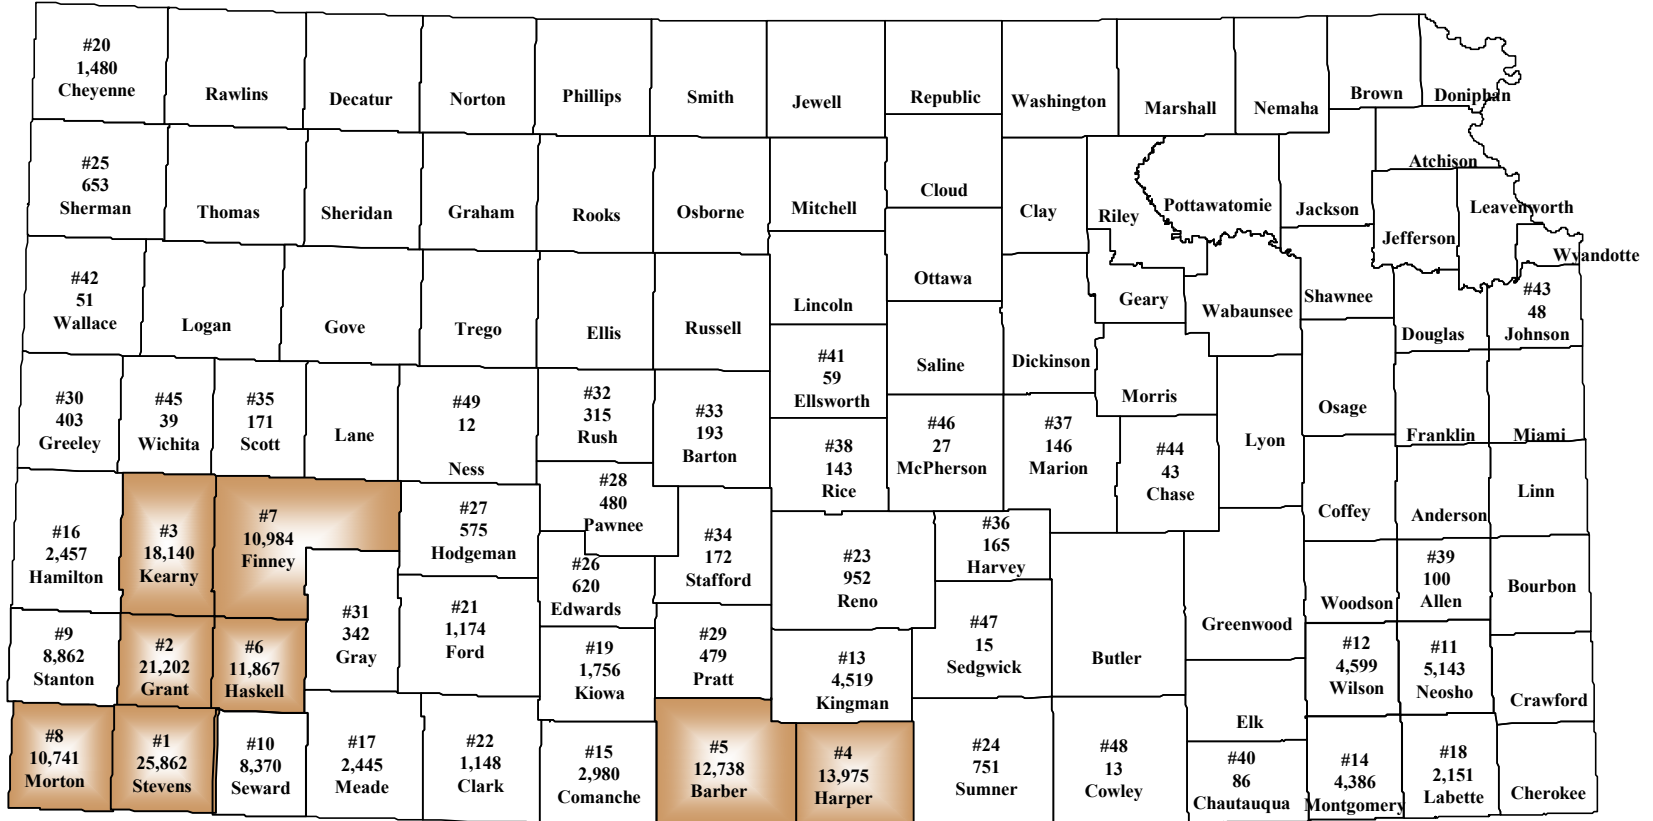 #20
1,480
Cheyenne
Rawlins
Decatur
Norton
Phillips
Smith
Jewell
Republic
Washington
Marshall
Nemaha
Brown
Doniphan
#25
653
Sherman
Thomas
Sheridan
Graham
Rooks
Osborne
Mitchell
Cloud
Clay
Riley
Pottawatomie
Jackson
Atchison
Jefferson
Leavenworth
Wyandotte
#42
51
Wallace
Logan
Gove
Trego
Ellis
Russell
Lincoln
Ottawa
Geary
Wabaunsee
Shawnee
Douglas
#43
48
Johnson
#30
403
Greeley
#45
39
Wichita
#35
171
Scott
Lane
#49
12
Ness
#32
315
Rush
#33
193
Barton
#41
59
Ellsworth
Saline
Dickinson
Morris
Lyon
Osage
Franklin
Miami
#38
143
Rice
#46
27
McPherson
#37
146
Marion
#44
43
Chase
Coffey
Anderson
Linn
#16
2,457
Hamilton
#3
18,140
Kearny
#7
10,984
Finney
#27
575
Hodgeman
#28
480
Pawnee
#26
620
Edwards
#34
172
Stafford
#23
952
Reno
#36
165
Harvey
Woodson
#39
100
Allen
Bourbon
#9
8,862
Stanton
#2
21,202
Grant
#6
11,867
Haskell
#31
342
Gray
#21
1,174
Ford
#19
1,756
Kiowa
#29
479
Pratt
#13
4,519
Kingman
#47
15
Sedgwick
Butler
Greenwood
#12
4,599
Wilson
#11
5,143
Neosho
Crawford
#8
10,741
Morton
#1
25,862
Stevens
#10
8,370
Seward
#17
2,445
Meade
#22
1,148
Clark
#15
2,980
Comanche
#5
12,738
Barber
#4
13,975
Harper
#24
751
Sumner
#48
13
Cowley
Elk
#40
86
Chautauqua
#14
4,386
Montgomery
#18
2,151
Labette
Cherokee